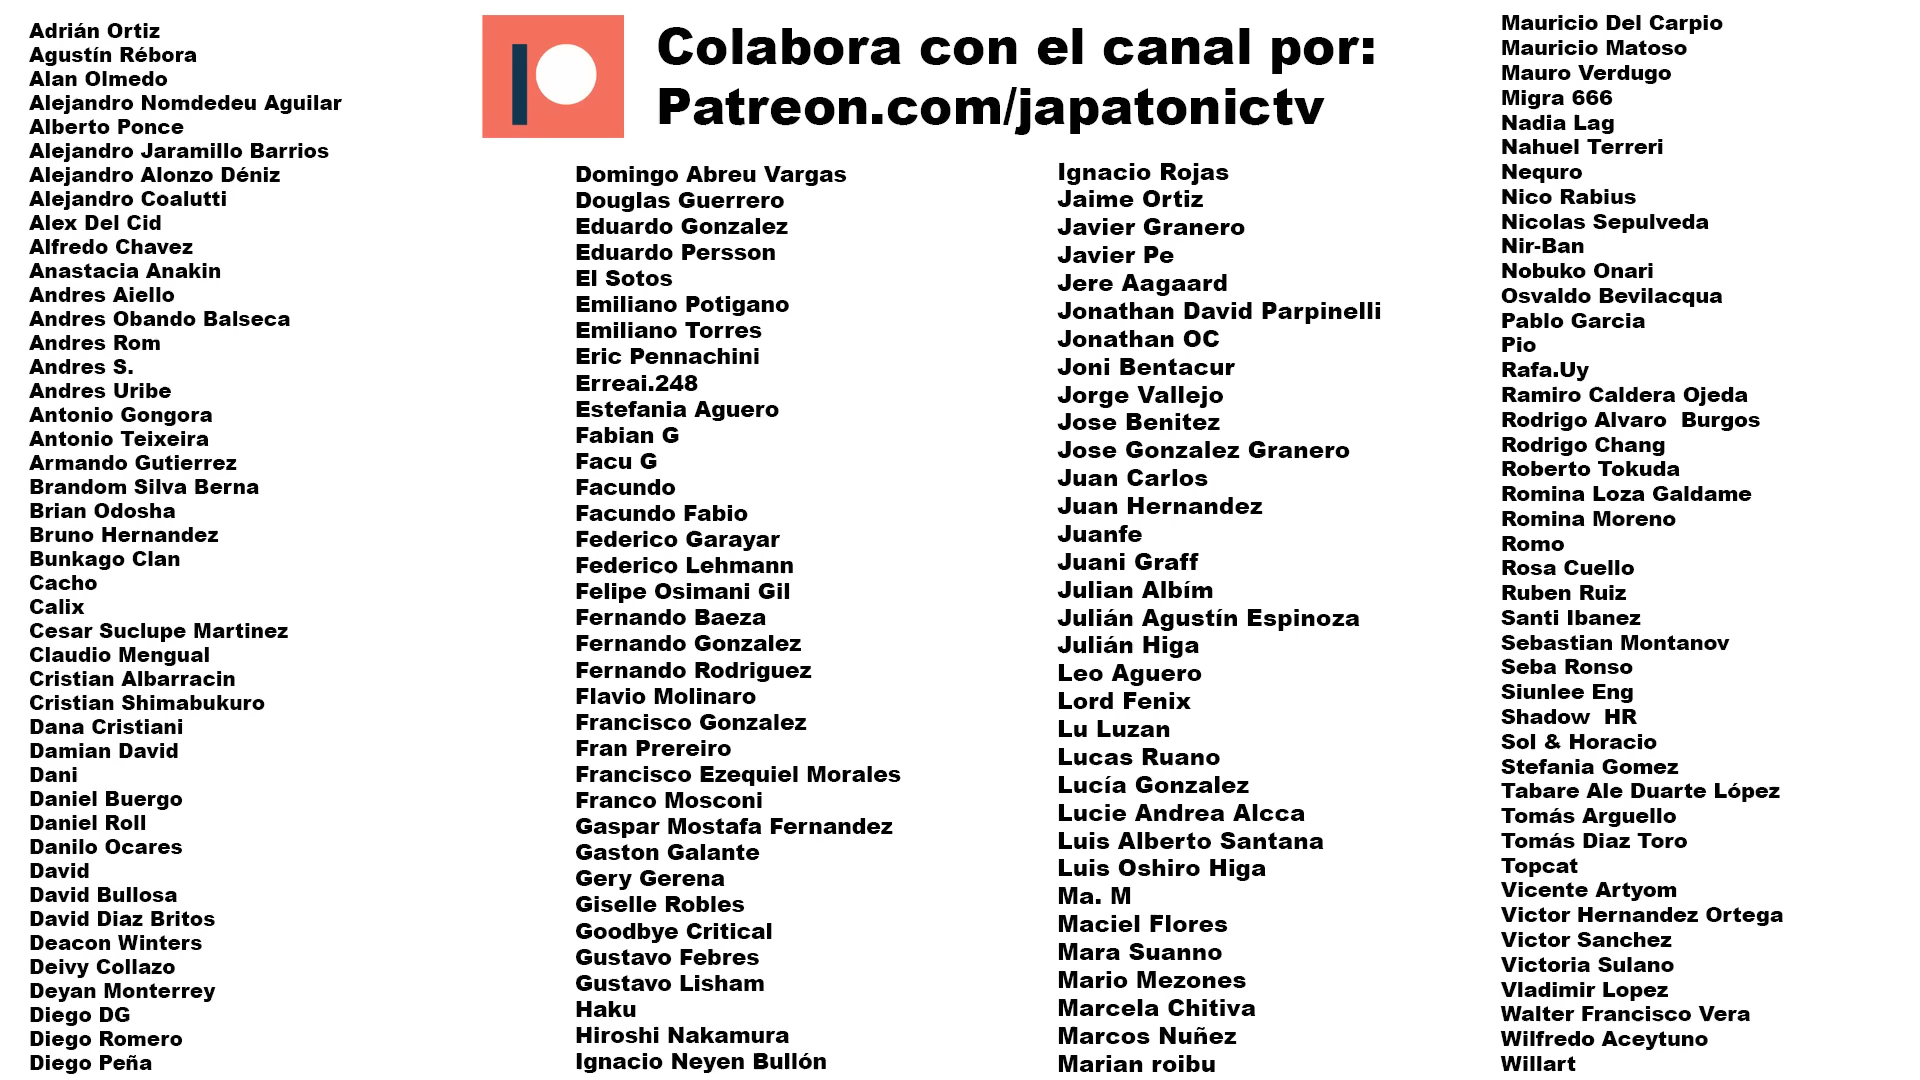 Colabora con el canal por:
Patreon.com/japatonictv
Adrián Ortiz
Agustín Rébora
Alan Olmedo
Alejandro Nomdedeu Aguilar
Alberto Ponce
Alejandro Jaramillo Barrios
Alejandro Alonzo Déniz
Alejandro Coalutti
Alex Del Cid
Alfredo Chavez
Anastacia Anakin
Andres Aiello
Andres Obando Balseca
Andres Rom
Andres S.
Andres Uribe
Antonio Gongora
Antonio Teixeira
Armando Gutierrez
Brandom Silva Berna
Brian Odosha
Bruno Hernandez
Bunkago Clan
Cacho
Calix
Cesar Suclupe Martinez
Claudio Mengual
Cristian Albarracin
Cristian Shimabukuro
Dana Cristiani
Damian David
Dani
Daniel Buergo
Daniel Roll
Danilo Ocares
David
David Bullosa
David Diaz Britos
Deacon Winters
Deivy Collazo
Deyan Monterrey
Diego DG
Diego Romero
Diego Peña
Domingo Abreu Vargas
Douglas Guerrero
Eduardo Gonzalez
Eduardo Persson
El Sotos
Emiliano Potigano
Emiliano Torres
Eric Pennachini
Erreai.248
Estefania Aguero
Fabian G
Facu G
Facundo
Facundo Fabio
Federico Garayar
Federico Lehmann
Felipe Osimani Gil
Fernando Baeza
Fernando Gonzalez
Fernando Rodriguez
Flavio Molinaro
Francisco Gonzalez
Fran Prereiro
Francisco Ezequiel Morales
Franco Mosconi
Gaspar Mostafa Fernandez
Gaston Galante
Gery Gerena
Giselle Robles
Goodbye Critical
Gustavo Febres
Gustavo Lisham
Haku
Hiroshi Nakamura
Ignacio Neyen Bullón
Ignacio Rojas
Jaime Ortiz
Javier Granero
Javier Pe
Jere Aagaard
Jonathan David Parpinelli
Jonathan OC
Joni Bentacur
Jorge Vallejo
Jose Benitez
Jose Gonzalez Granero
Juan Carlos
Juan Hernandez
Juanfe
Juani Graff
Julian Albím
Julián Agustín Espinoza
Julián Higa
Leo Aguero
Lord Fenix
Lu Luzan
Lucas Ruano
Lucía Gonzalez
Lucie Andrea Alcca
Luis Alberto Santana
Luis Oshiro Higa
Ma. M
Maciel Flores
Mara Suanno
Mario Mezones
Marcela Chitiva
Marcos Nuñez
Marian roibu
Mauricio Del Carpio
Mauricio Matoso
Mauro Verdugo
Migra 666
Nadia Lag
Nahuel Terreri
Nequro
Nico Rabius
Nicolas Sepulveda
Nir-Ban
Nobuko Onari
Osvaldo Bevilacqua
Pablo Garcia
Pio
Rafa.Uy
Ramiro Caldera Ojeda
Rodrigo Alvaro  Burgos
Rodrigo Chang
Roberto Tokuda
Romina Loza Galdame
Romina Moreno
Romo
Rosa Cuello
Ruben Ruiz
Santi Ibanez
Sebastian Montanov
Seba Ronso
Siunlee Eng
Shadow  HR
Sol & Horacio
Stefania Gomez
Tabare Ale Duarte López
Tomás Arguello
Tomás Diaz Toro
Topcat
Vicente Artyom
Victor Hernandez Ortega
Victor Sanchez
Victoria Sulano
Vladimir Lopez
Walter Francisco Vera
Wilfredo Aceytuno
Willart